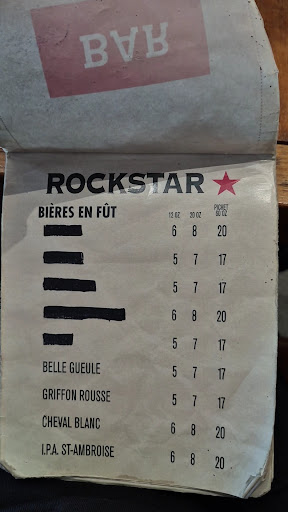 BAR
ROCKSTAR
BIÈRES EN FÛT 12 OZ 20 OZ PICHET 60 OZ
6 8 20
5 7 17
5 7 17
6 8 20
5 7 17
BELLE GUEULE 5 7 17
GRIFFON ROUSSE 5 7 17
CHEVAL BLANC 6 8 20
I.P.A. ST-AMBROISE 6 8 20